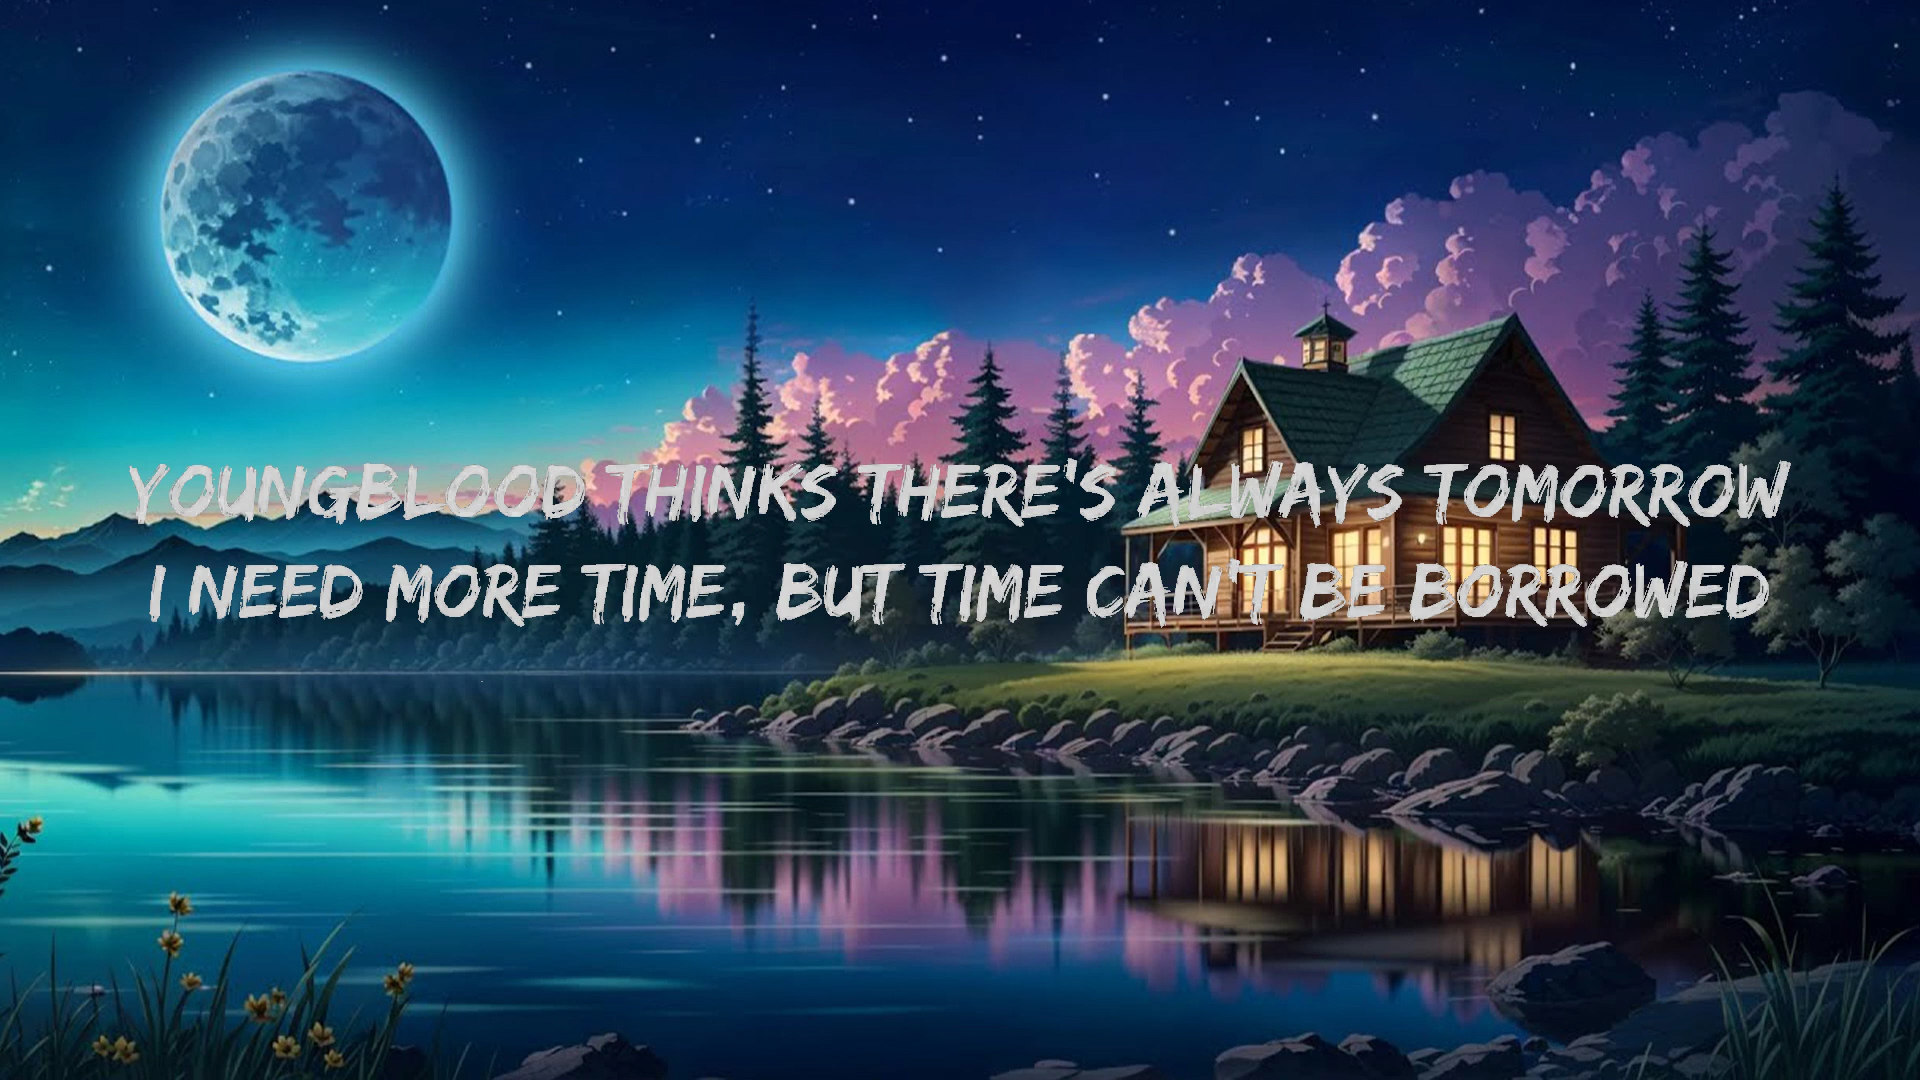 YOUNGBLOOD THINKS THERE'S ALWAYS TOMORROW
I NEED MORE TIME, BUT TIME CAN'T BE BORROWED